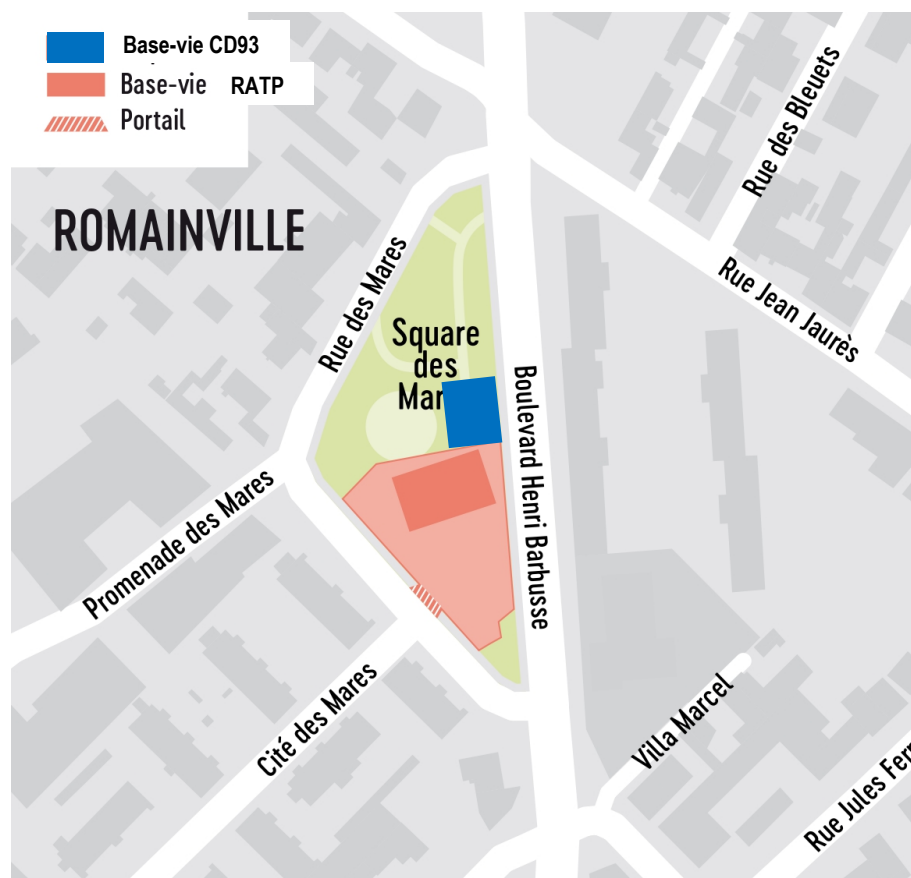 Base-vie CD93
Base-vie RATP
Portail
ROMAINVILLE
Rue des Bleuets
Rue Jean Jaurès
Rue des Mares
Square
des
Mar
Boulevard Henri Barbusse
Promenade des Mares
Cité des Mares
Villa Marcel
Rue Jules Ferr